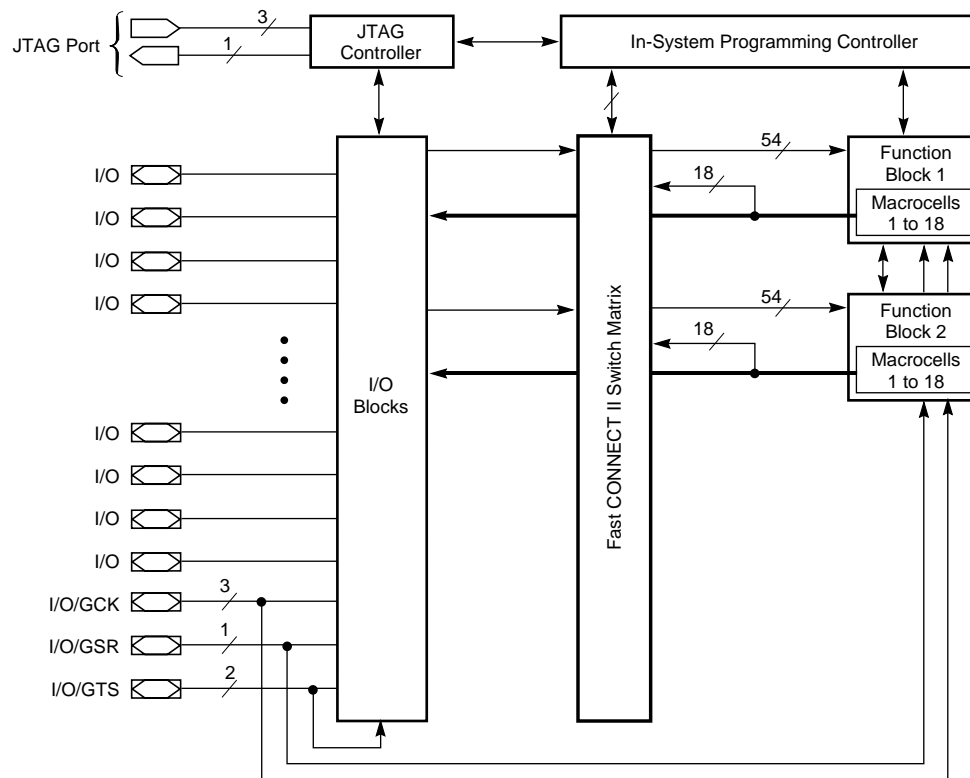 JTAG Port
3
1
JTAG
Controller
In-System Programming Controller
I/O
I/O
I/O
I/O
I/O
I/O
I/O
I/O
I/O/GCK
3
I/O/GSR
1
I/O/GTS
2
I/O
Blocks
Fast CONNECT II Switch Matrix
54
18
Function
Block 1
Macrocells
1 to 18
54
18
Function
Block 2
Macrocells
1 to 18